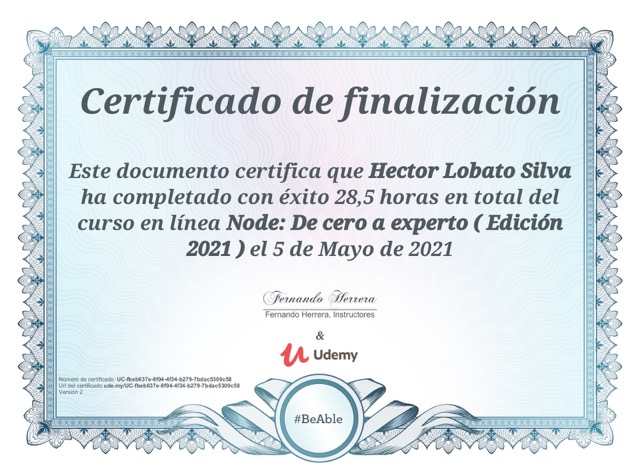 Certificado de finalización
Este documento certifica que Hector Lobato Silva
ha completado con éxito 28,5 horas en total del
curso en línea Node: De cero a experto ( Edición
2021 ) el 5 de Mayo de 2021
Fernando Herrera
Fernando Herrera, Instructores
&
Udemy
Número de certificado: UC-fbeb637e-8f94-4f34-b279-7bdac5309c58
Url del certificado ude.my/UC-fbeb637e-8f94-4f34-b279-7bdac5309c58
Versión 2
#BeAble